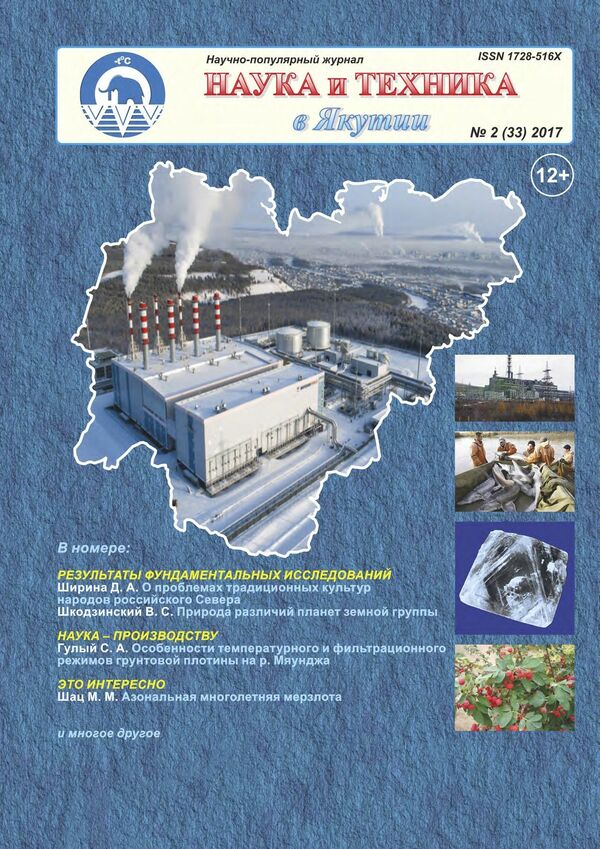 -t°C
Научно-популярный журнал
ISSN 1728-516X
НАУКА и ТЕХНИКА
в Якутии
№ 2 (33) 2017
12+
В номере:
РЕЗУЛЬТАТЫ ФУНДАМЕНТАЛЬНЫХ ИССЛЕДОВАНИЙ
Ширина Д. А. О проблемах традиционных культур
народов российского Севера
Шкодзинский В. С. Природа различий планет земной группы
НАУКА – ПРОИЗВОДСТВУ
Гулый С. А. Особенности температурного и фильтрационного
режимов грунтовой плотины на р. Мяунджа
ЭТО ИНТЕРЕСНО
Шац М. М. Азональная многолетняя мерзлота
и многое другое